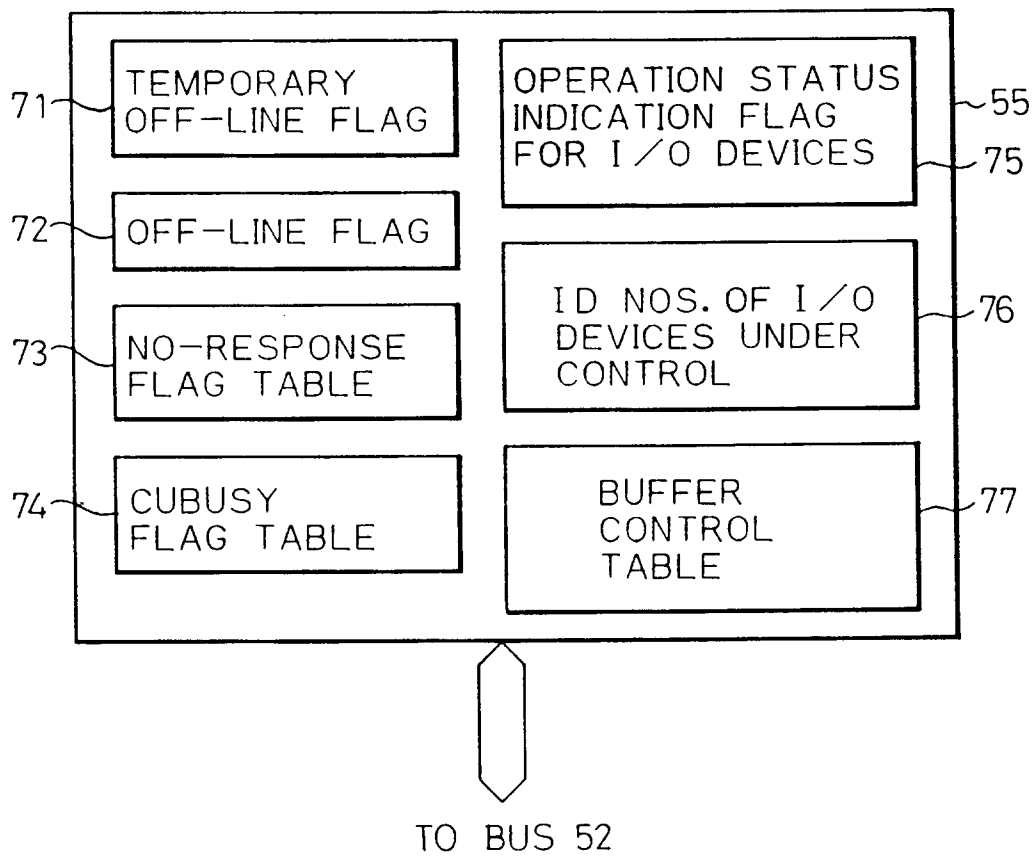 71
TEMPORARY
OFF-LINE FLAG
72
OFF-LINE FLAG
73
NO-RESPONSE
FLAG TABLE
74
CUBUSY
FLAG TABLE
OPERATION STATUS
INDICATION FLAG
FOR I/O DEVICES
55
75
ID NOS. OF I/O
DEVICES UNDER
CONTROL
76
BUFFER
CONTROL
TABLE
77
TO BUS 52